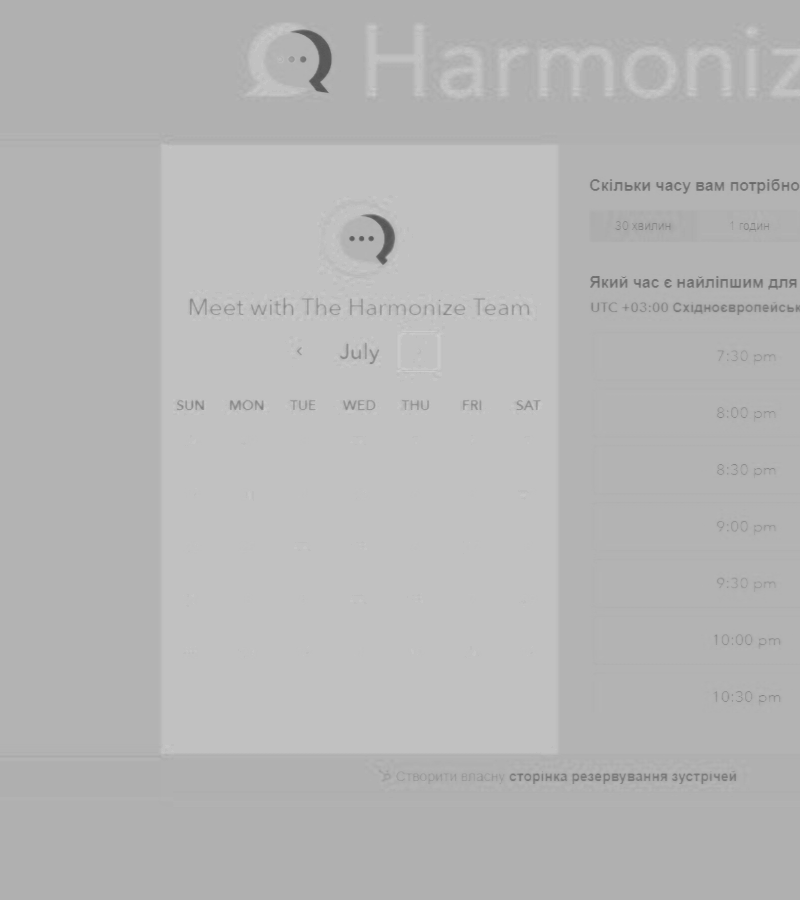 Harmoniz
Meet with The Harmonize Team
July
SUN MON TUE WED THU FRI SAT
Скільки часу вам потрібно
30 хвилин 1 годин
Який час є найліпшим для
UTC +03:00 Східноєвропейськ
7:30 pm
8:00 pm
8:30 pm
9:00 pm
9:30 pm
10:00 pm
10:30 pm
Створити власну сторінка резервування зустрічей